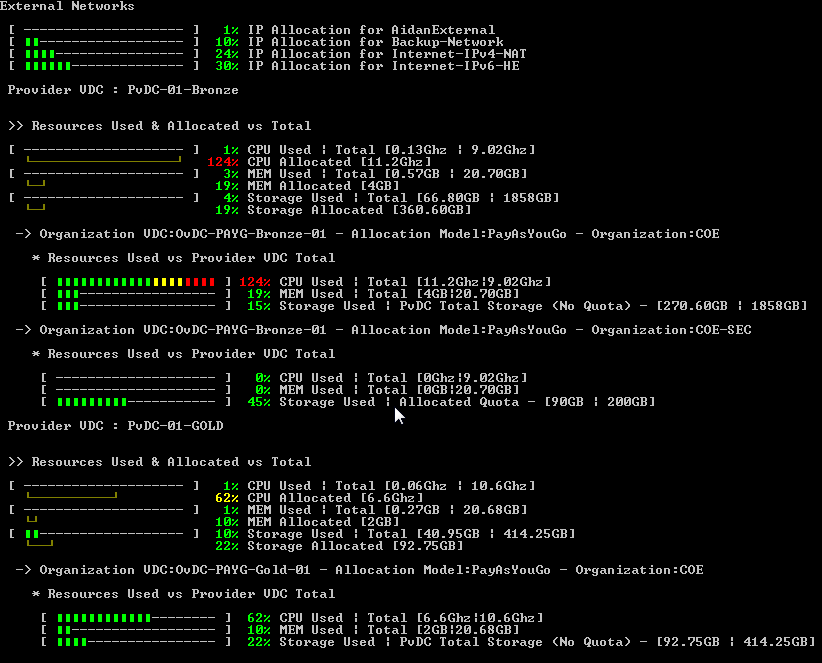 External Networks
[ -------------------- ] 1% IP Allocation for AidanExternal
[ ▮▮------------------ ] 10% IP Allocation for Backup-Network
[ ▮▮▮▮---------------- ] 24% IP Allocation for Internet-IPv4-NAT
[ ▮▮▮▮▮▮-------------- ] 30% IP Allocation for Internet-IPv6-HE
Provider VDC : PvDC-01-Bronze
>> Resources Used & Allocated vs Total
[ -------------------- ] 1% CPU Used ¦ Total [0.13Ghz ¦ 9.02Ghz]
124% CPU Allocated [11.2Ghz]
[ -------------------- ] 3% MEM Used ¦ Total [0.57GB ¦ 20.70GB]
19% MEM Allocated [4GB]
[ -------------------- ] 4% Storage Used ¦ Total [66.80GB ¦ 1858GB]
19% Storage Allocated [360.60GB]
-> Organization VDC:OvDC-PAYG-Bronze-01 - Allocation Model:PayAsYouGo - Organization:COE
* Resources Used vs Provider VDC Total
[ ▮▮▮▮▮▮▮▮▮▮▮▮▮▮▮▮▮▮▮▮ ] 124% CPU Used ¦ Total [11.2Ghz¦9.02Ghz]
[ ▮▮▮----------------- ] 19% MEM Used ¦ Total [4GB¦20.70GB]
[ ▮▮▮----------------- ] 15% Storage Used ¦ PvDC Total Storage (No Quota) - [270.60GB ¦ 1858GB]
-> Organization VDC:OvDC-PAYG-Bronze-01 - Allocation Model:PayAsYouGo - Organization:COE-SEC
* Resources Used vs Provider VDC Total
[ -------------------- ] 0% CPU Used ¦ Total [0Ghz¦9.02Ghz]
[ -------------------- ] 0% MEM Used ¦ Total [0GB¦20.70GB]
[ ▮▮▮▮▮▮▮▮▮----------- ] 45% Storage Used ¦ Allocated Quota - [90GB ¦ 200GB]
Provider VDC : PvDC-01-GOLD
>> Resources Used & Allocated vs Total
[ -------------------- ] 1% CPU Used ¦ Total [0.06Ghz ¦ 10.6Ghz]
62% CPU Allocated [6.6Ghz]
[ -------------------- ] 1% MEM Used ¦ Total [0.27GB ¦ 20.68GB]
10% MEM Allocated [2GB]
[ ▮▮------------------ ] 10% Storage Used ¦ Total [40.95GB ¦ 414.25GB]
22% Storage Allocated [92.75GB]
-> Organization VDC:OvDC-PAYG-Gold-01 - Allocation Model:PayAsYouGo - Organization:COE
* Resources Used vs Provider VDC Total
[ ▮▮▮▮▮▮▮▮▮▮▮▮-------- ] 62% CPU Used ¦ Total [6.6Ghz¦10.6Ghz]
[ ▮▮------------------ ] 10% MEM Used ¦ Total [2GB¦20.68GB]
[ ▮▮▮▮---------------- ] 22% Storage Used ¦ PvDC Total Storage (No Quota) - [92.75GB ¦ 414.25GB]